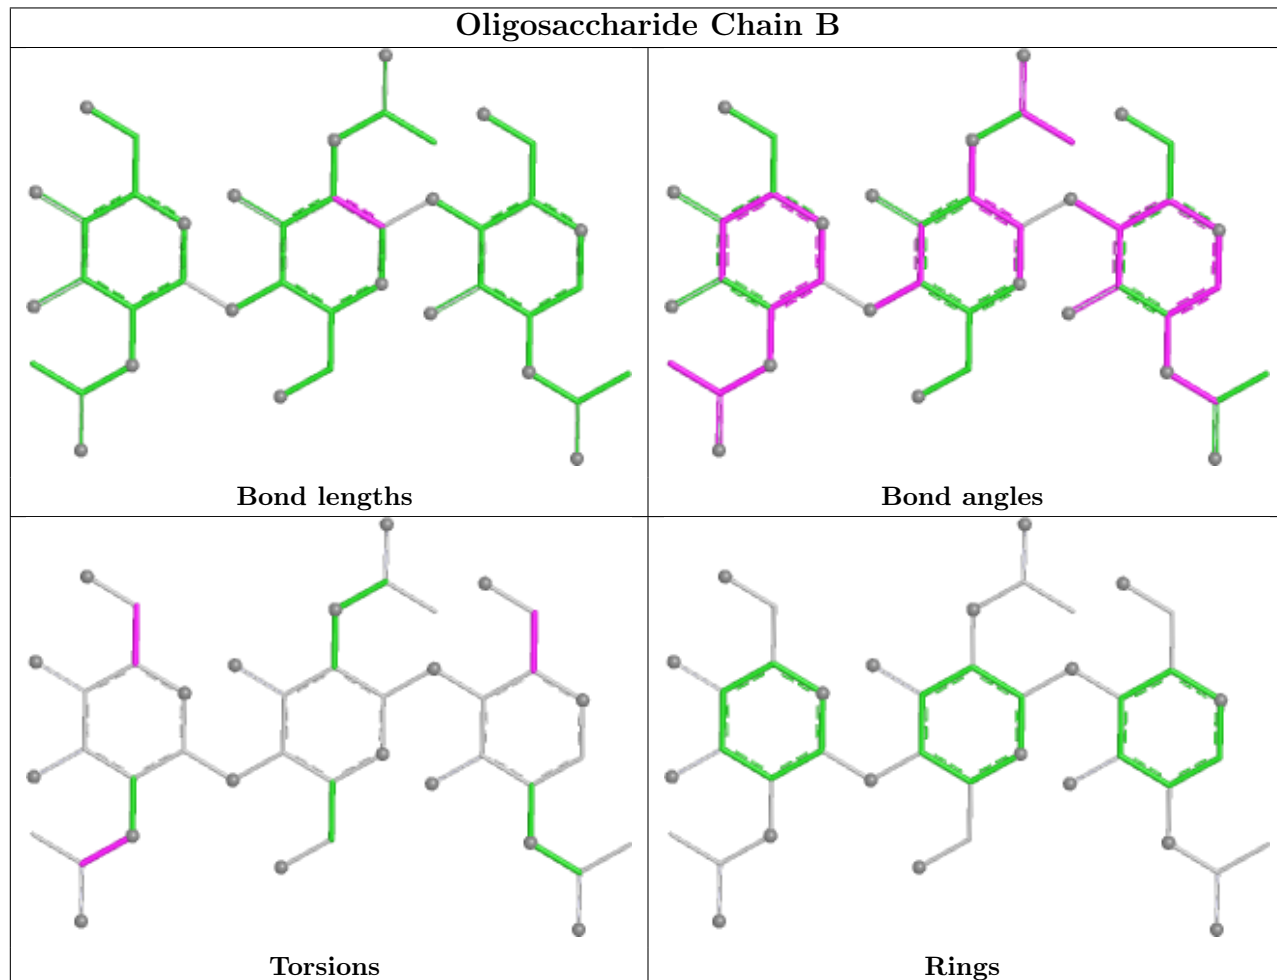 Oligosaccharide Chain B
Bond lengths
Bond angles
Torsions
Rings